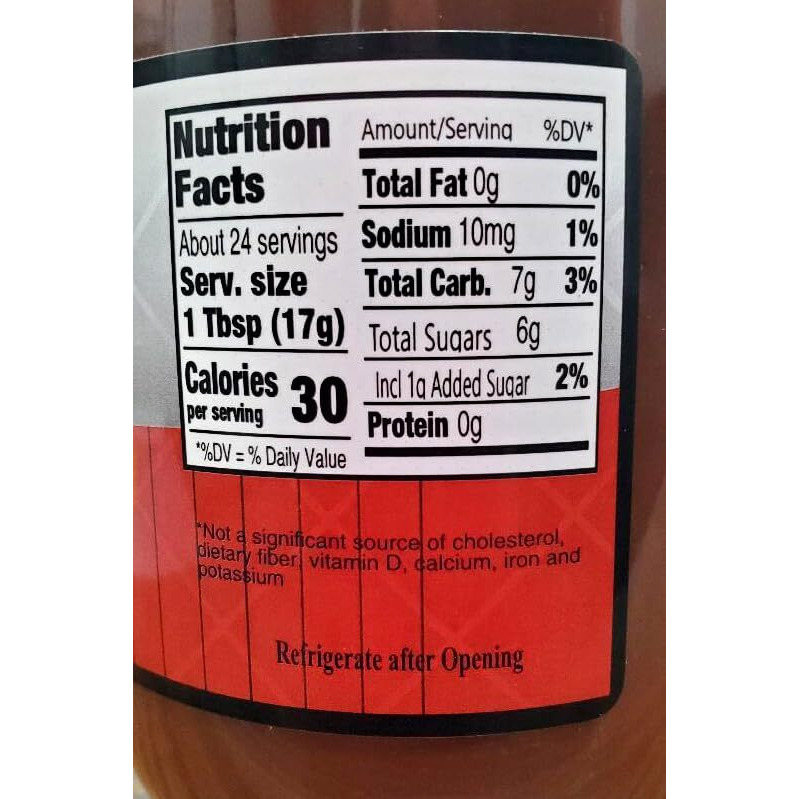 Nutrition
Facts
About 24 servings
Serv. size
1 Tbsp (17g)
Calories
per serving 30
*%DV = % Daily Value
Amount/Serving %DV*
Total Fat 0g 0%
Sodium 10mg 1%
Total Carb. 7g 3%
Total Sugars 6g
Incl 1g Added Sugar 2%
Protein 0g
*Not a significant source of cholesterol,
dietary fiber, vitamin D, calcium, iron and
potassium
Refrigerate after Opening